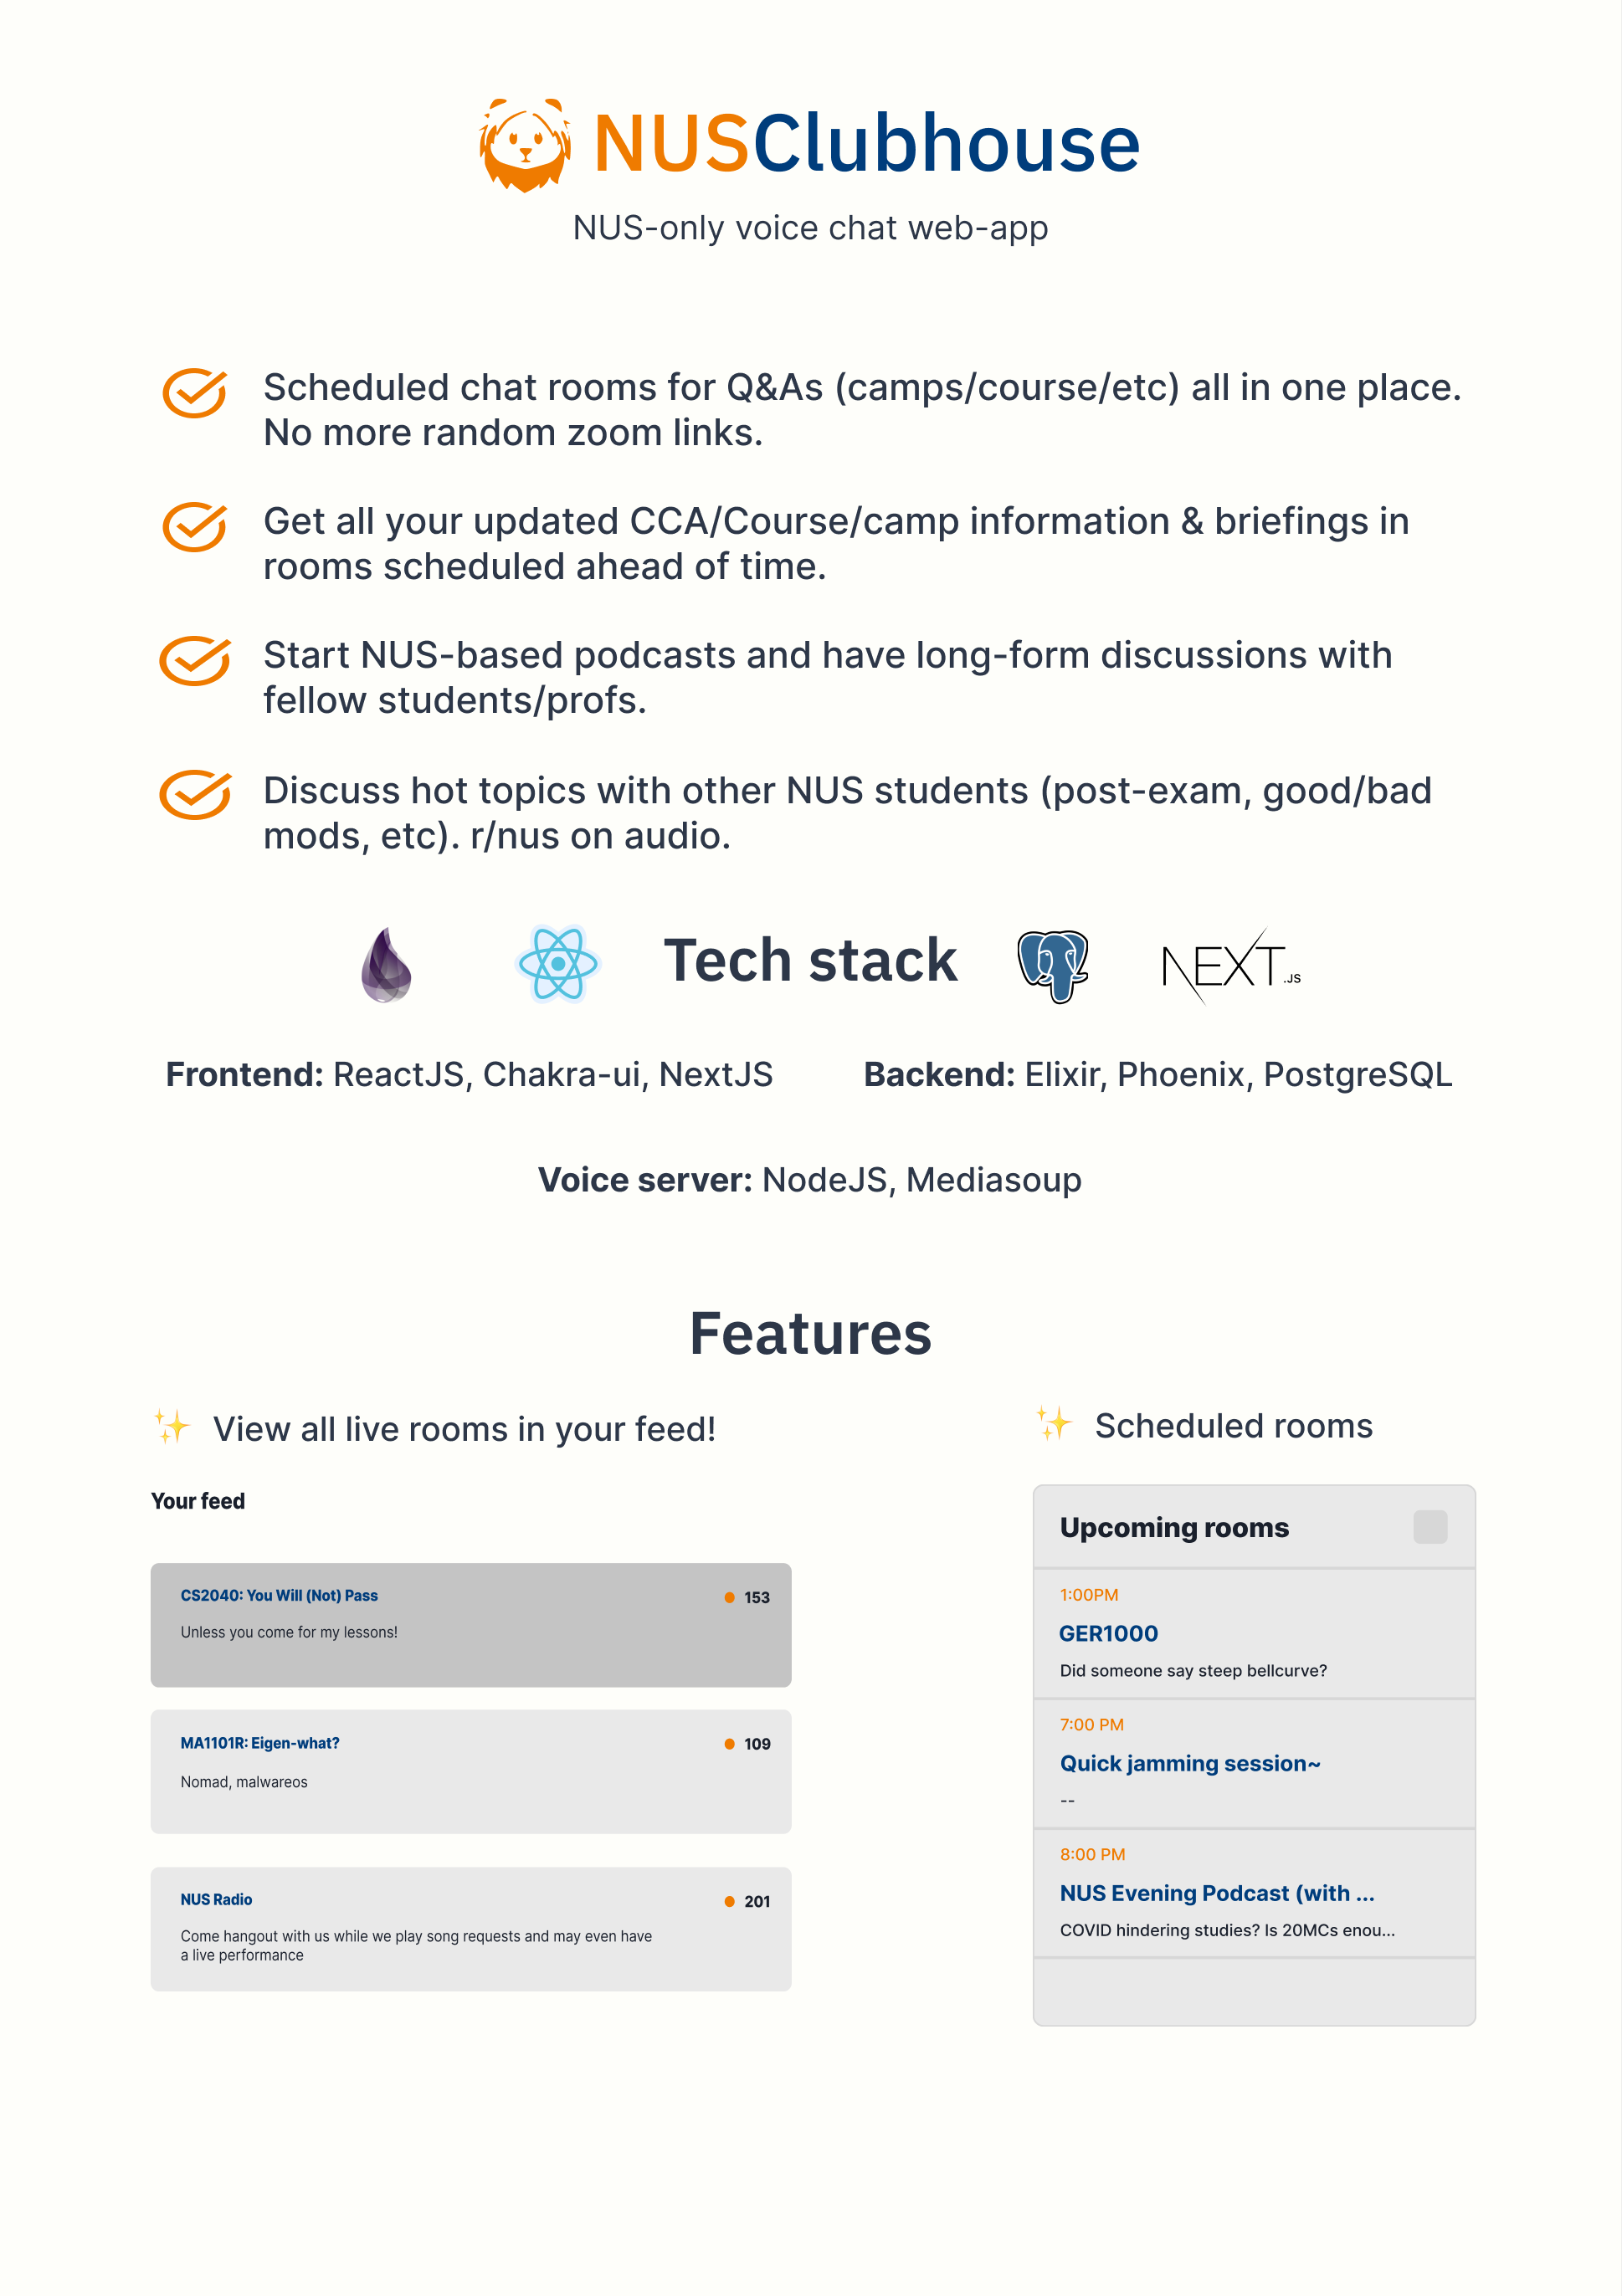 NUSClubhouse
NUS-only voice chat web-app
Scheduled chat rooms for Q&As (camps/course/etc) all in one place.
No more random zoom links.
Get all your updated CCA/Course/camp information & briefings in
rooms scheduled ahead of time.
Start NUS-based podcasts and have long-form discussions with
fellow students/profs.
Discuss hot topics with other NUS students (post-exam, good/bad
mods, etc). r/nus on audio.
Tech stack
NEXT.JS
Frontend: ReactJS, Chakra-ui, NextJS
Backend: Elixir, Phoenix, PostgreSQL
Voice server: NodeJS, Mediasoup
Features
✨ View all live rooms in your feed!
Your feed
CS2040: You Will (Not) Pass
153
Unless you come for my lessons!
MA1101R: Eigen-what?
109
Nomad, malwareos
NUS Radio
201
Come hangout with us while we play song requests and may even have
a live performance
✨ Scheduled rooms
Upcoming rooms
1:00PM
GER1000
Did someone say steep bellcurve?
7:00 PM
Quick jamming session~
--
8:00 PM
NUS Evening Podcast (with ...
COVID hindering studies? Is 20MCs enou...